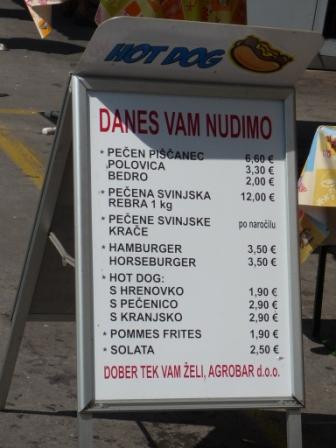 HOT DOG
DANES VAM NUDIMO
* PEČEN PIŠČANEC 6,60 €
POLOVICA 3,30 €
BEDRO 2,00 €
* PEČENA SVINJSKA 12,00 €
REBRA 1 kg
* PEČENE SVINJSKE po naročilu
KRAČE
* HAMBURGER 3,50 €
HORSEBURGER 3,50 €
* HOT DOG:
S HRENOVKO 1,90 €
S PEČENICO 2,90 €
S KRANJSKO 2,90 €
* POMMES FRITES 1,90 €
* SOLATA 2,50 €
DOBER TEK VAM ŽELI, AGROBAR d.o.o.